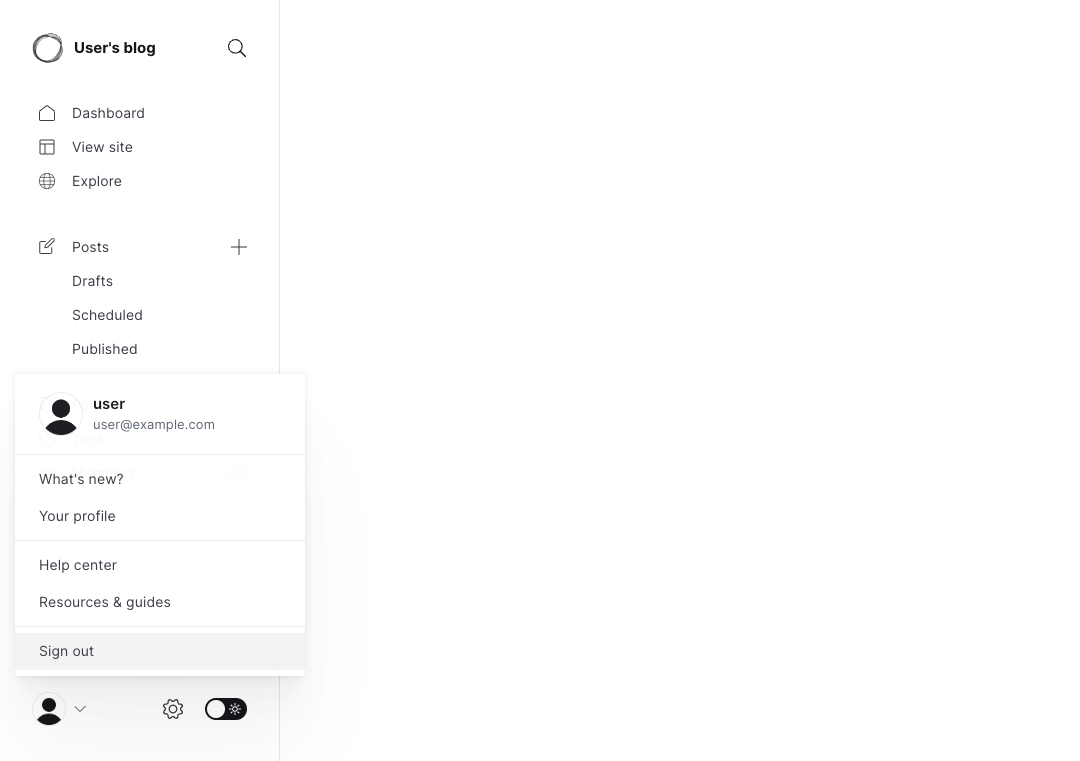 User's blog
Dashboard
View site
Explore
Posts
Drafts
Scheduled
Published
user
user@example.com
Tags
What's new?
Your profile
Help center
Resources & guides
Sign out